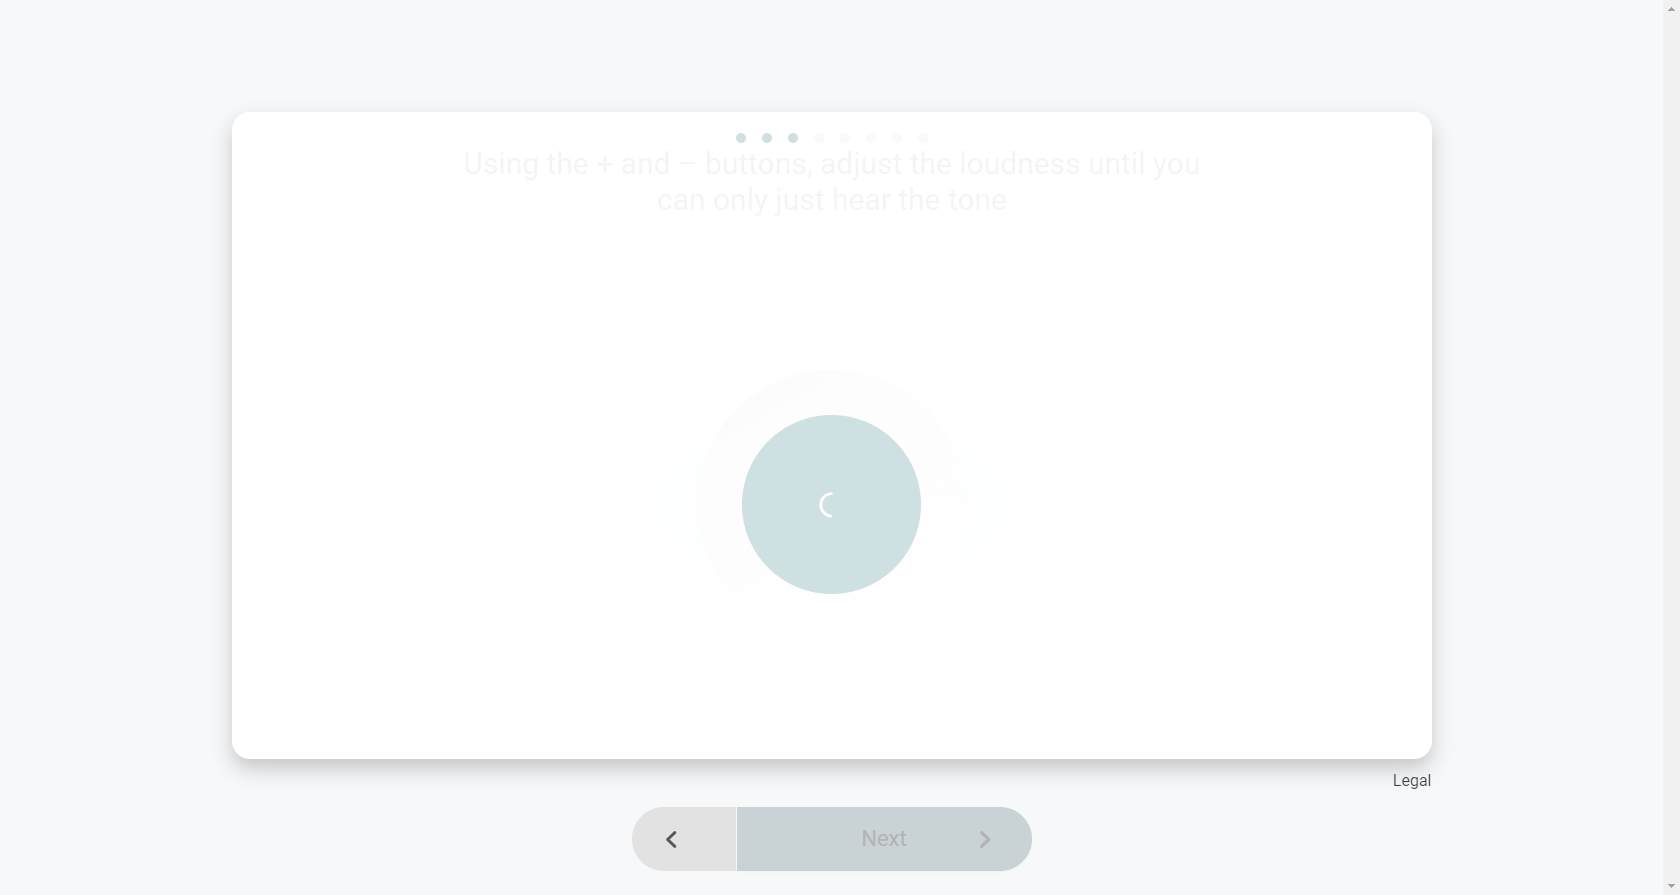 Using the + and – buttons, adjust the loudness until you
can only just hear the tone
Legal
Next